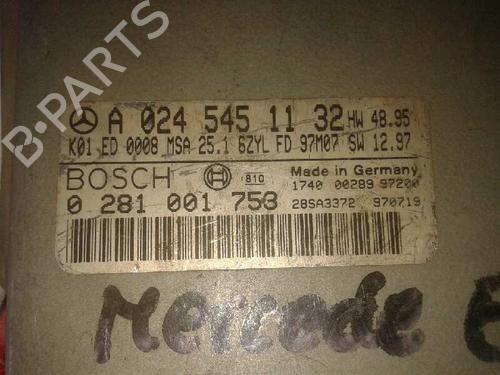 B-PARTS
A 024 545 11 32 HW 48.95
K01 ED 0008 MSA 25.1 6ZYL FD 97M07 SW 12.97
BOSCH 810 Made in Germany
1740 00289 97200
0 281 001 753 28SA3372 970719
Mercede E